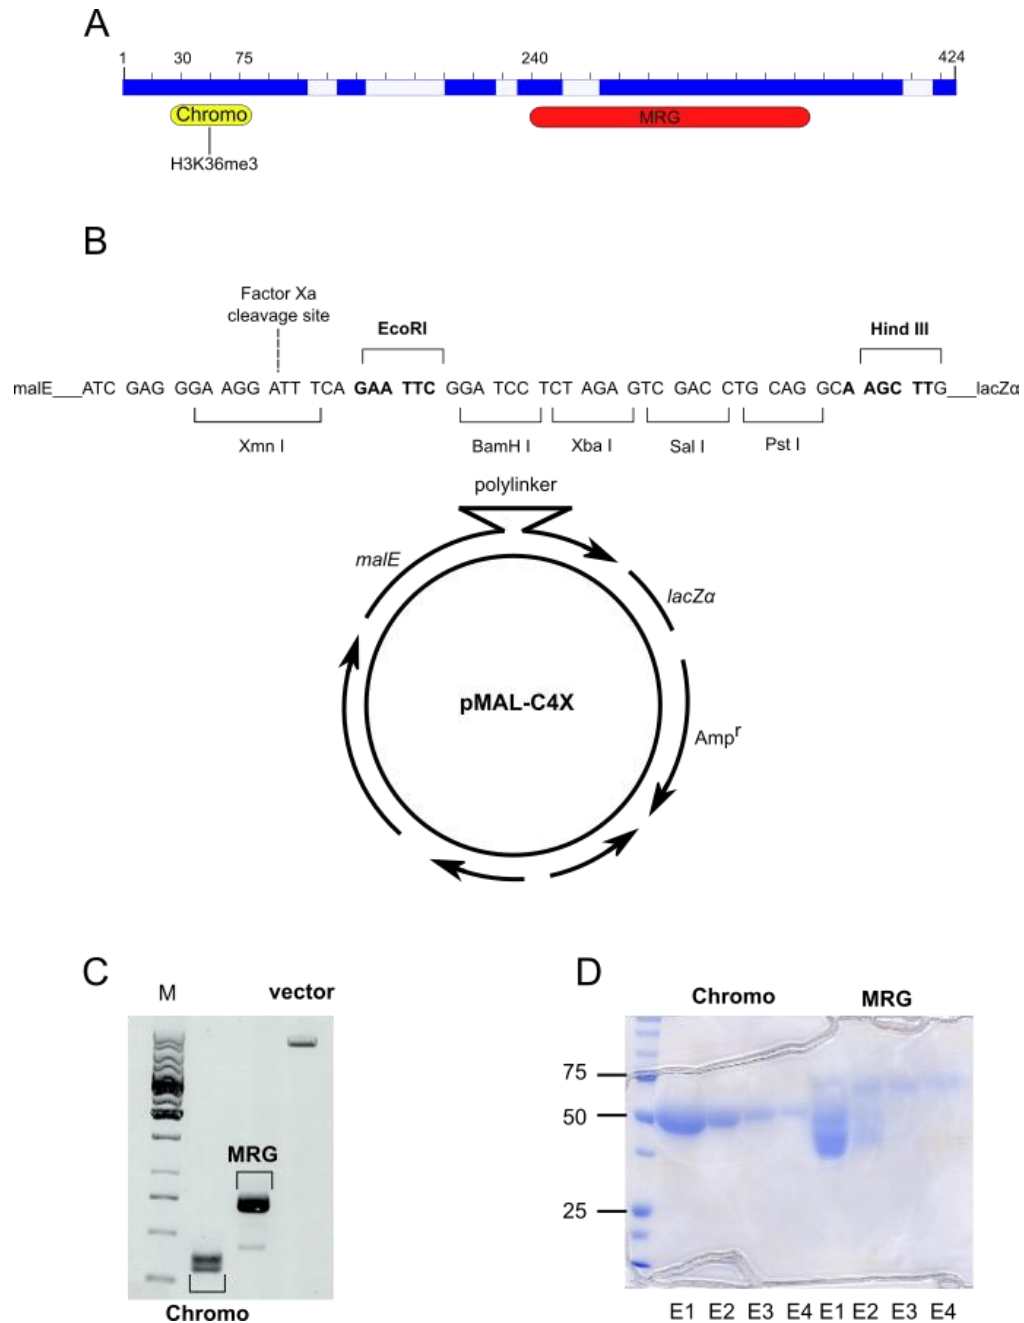 A
1 30 75 240 424
Chromo
MRG
H3K36me3
B
Factor Xa
cleavage site
EcoRI
Hind III
malE___ATC GAG GGA AGG ATT TCA GAA TTC GGA TCC TCT AGA GTC GACC TGC AGG GCA AGC TTG___lacZα
Xmn I
BamH I
Xba I
Sal I
Pst I
polylinker
malE
lacZα
pMAL-C4X
Ampr
C
M
vector
MRG
Chromo
D
Chromo MRG
75
50
25
E1 E2 E3 E4 E1 E2 E3 E4